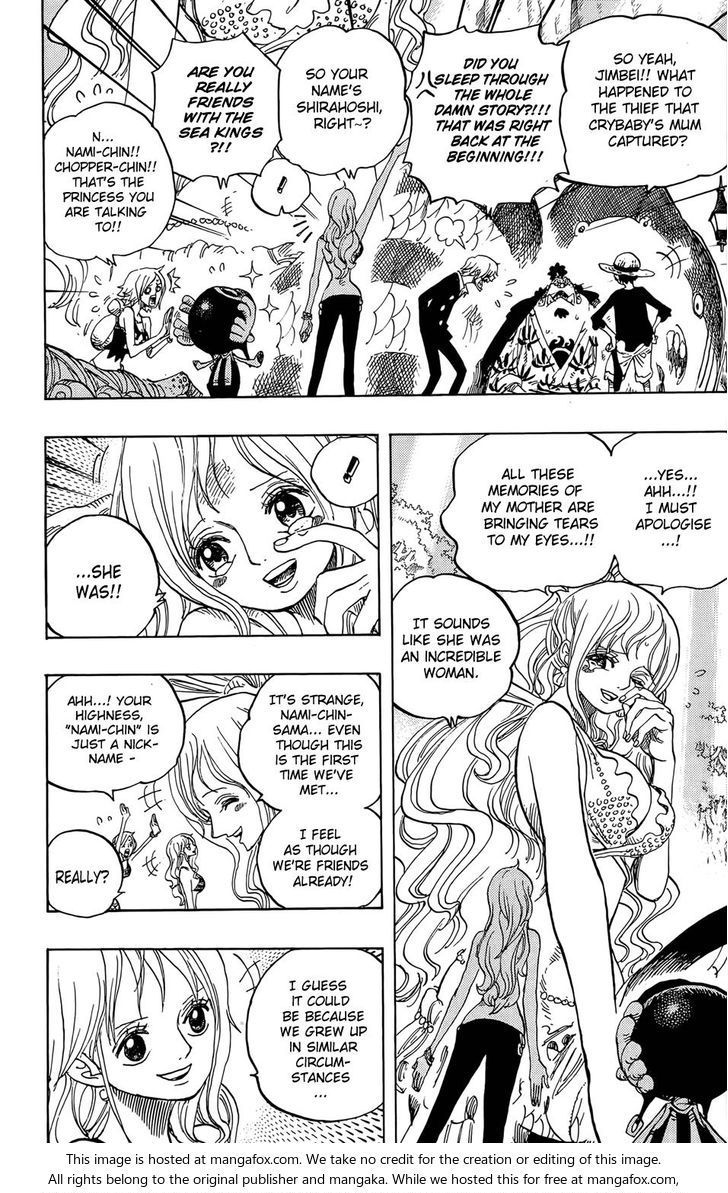 SO YEAH,
JIMBEI!! WHAT
HAPPENED TO
THE THIEF THAT
CRYBABY'S MUM
CAPTURED?
DID YOU
SLEEP THROUGH
THE WHOLE
DAMN STORY?!!!
THAT WAS RIGHT
BACK AT THE
BEGINNING!!!
SO YOUR
NAME'S
SHIRAHOSHI,
RIGHT~?
!
ARE YOU
REALLY
FRIENDS
WITH THE
SEA KINGS
?!!
N...
NAMI-CHIN!!
CHOPPER-CHIN!!
THAT'S THE
PRINCESS YOU
ARE TALKING
TO!!
...YES...
AHH...!!
I MUST
APOLOGISE
...!
ALL THESE
MEMORIES OF
MY MOTHER ARE
BRINGING TEARS
TO MY EYES...!!
IT SOUNDS
LIKE SHE WAS
AN INCREDIBLE
WOMAN.
!
...SHE
WAS!!
IT'S STRANGE,
NAMI-CHIN-
SAMA... EVEN
THOUGH THIS
IS THE FIRST
TIME WE'VE
MET...
I FEEL
AS THOUGH
WE'RE FRIENDS
ALREADY!
AHH...! YOUR
HIGHNESS,
"NAMI-CHIN" IS
JUST A NICK-
NAME -
REALLY?
I GUESS
IT COULD
BE BECAUSE
WE GREW UP
IN SIMILAR
CIRCUM-
STANCES
...
This image is hosted at mangafox.com. We take no credit for the creation or editing of this image.
All rights belong to the original publisher and mangaka. While we hosted this for free at mangafox.com,